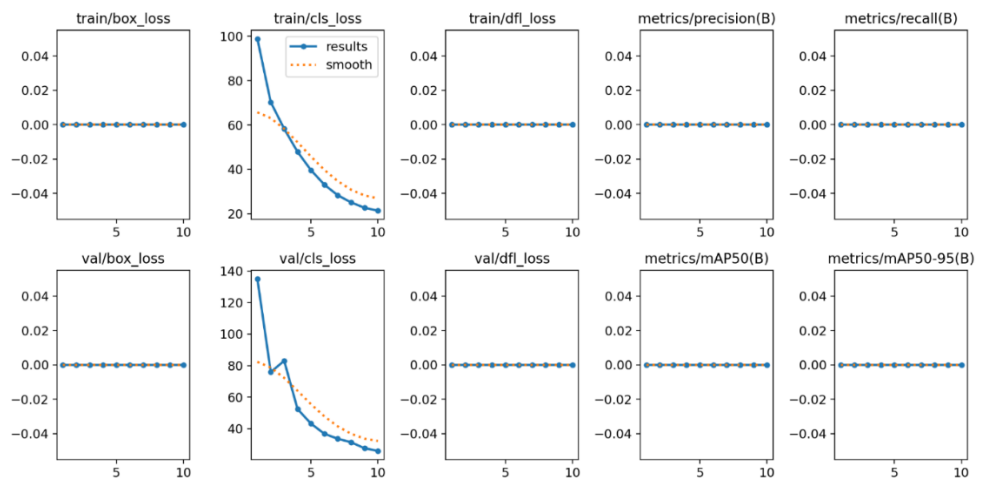 train/box_loss train/cls_loss train/dfl_loss metrics/precision(B) metrics/recall(B)
0.04 0.02 0.00 −0.02 −0.04 5 10
100 80 60 40 20 results smooth 5 10
0.04 0.02 0.00 −0.02 −0.04 5 10
0.04 0.02 0.00 −0.02 −0.04 5 10
0.04 0.02 0.00 −0.02 −0.04 5 10
val/box_loss val/cls_loss val/dfl_loss metrics/mAP50(B) metrics/mAP50-95(B)
0.04 0.02 0.00 −0.02 −0.04 5 10
140 120 100 80 60 40 5 10
0.04 0.02 0.00 −0.02 −0.04 5 10
0.04 0.02 0.00 −0.02 −0.04 5 10
0.04 0.02 0.00 −0.02 −0.04 5 10